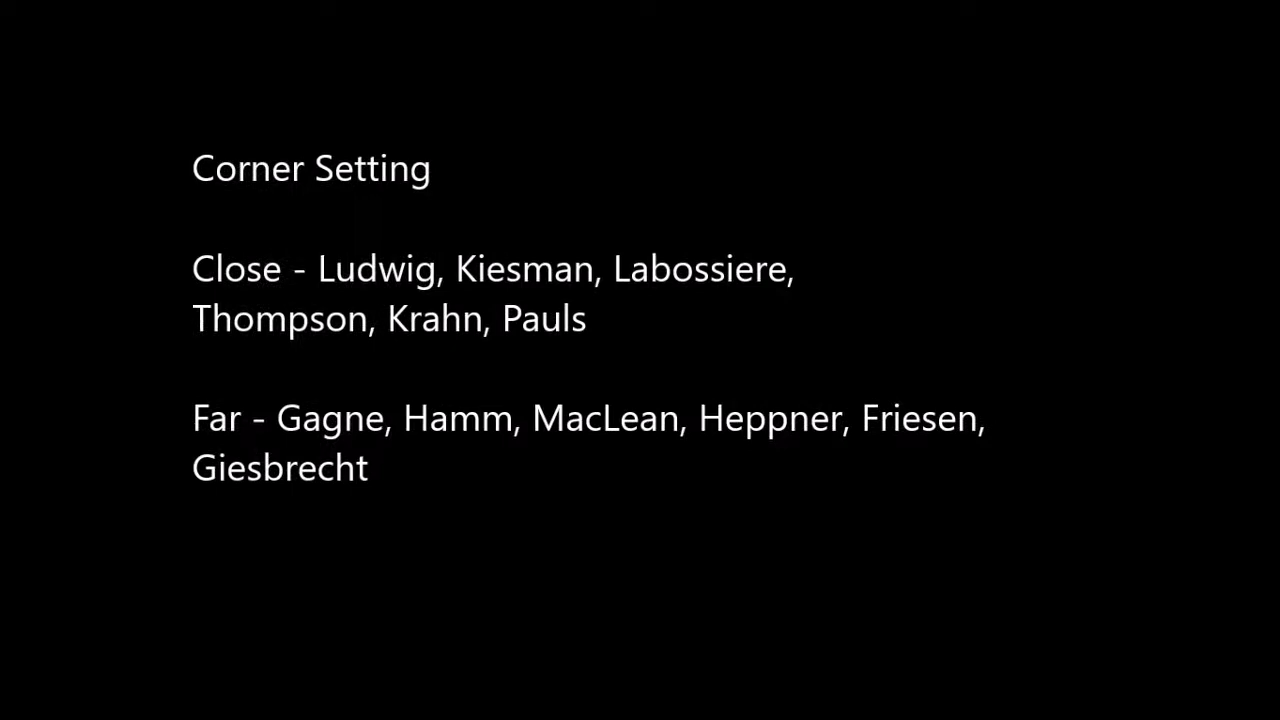 Corner Setting
Close - Ludwig, Kiesman, Labossiere,
Thompson, Krahn, Pauls
Far - Gagne, Hamm, MacLean, Heppner, Friesen,
Giesbrecht